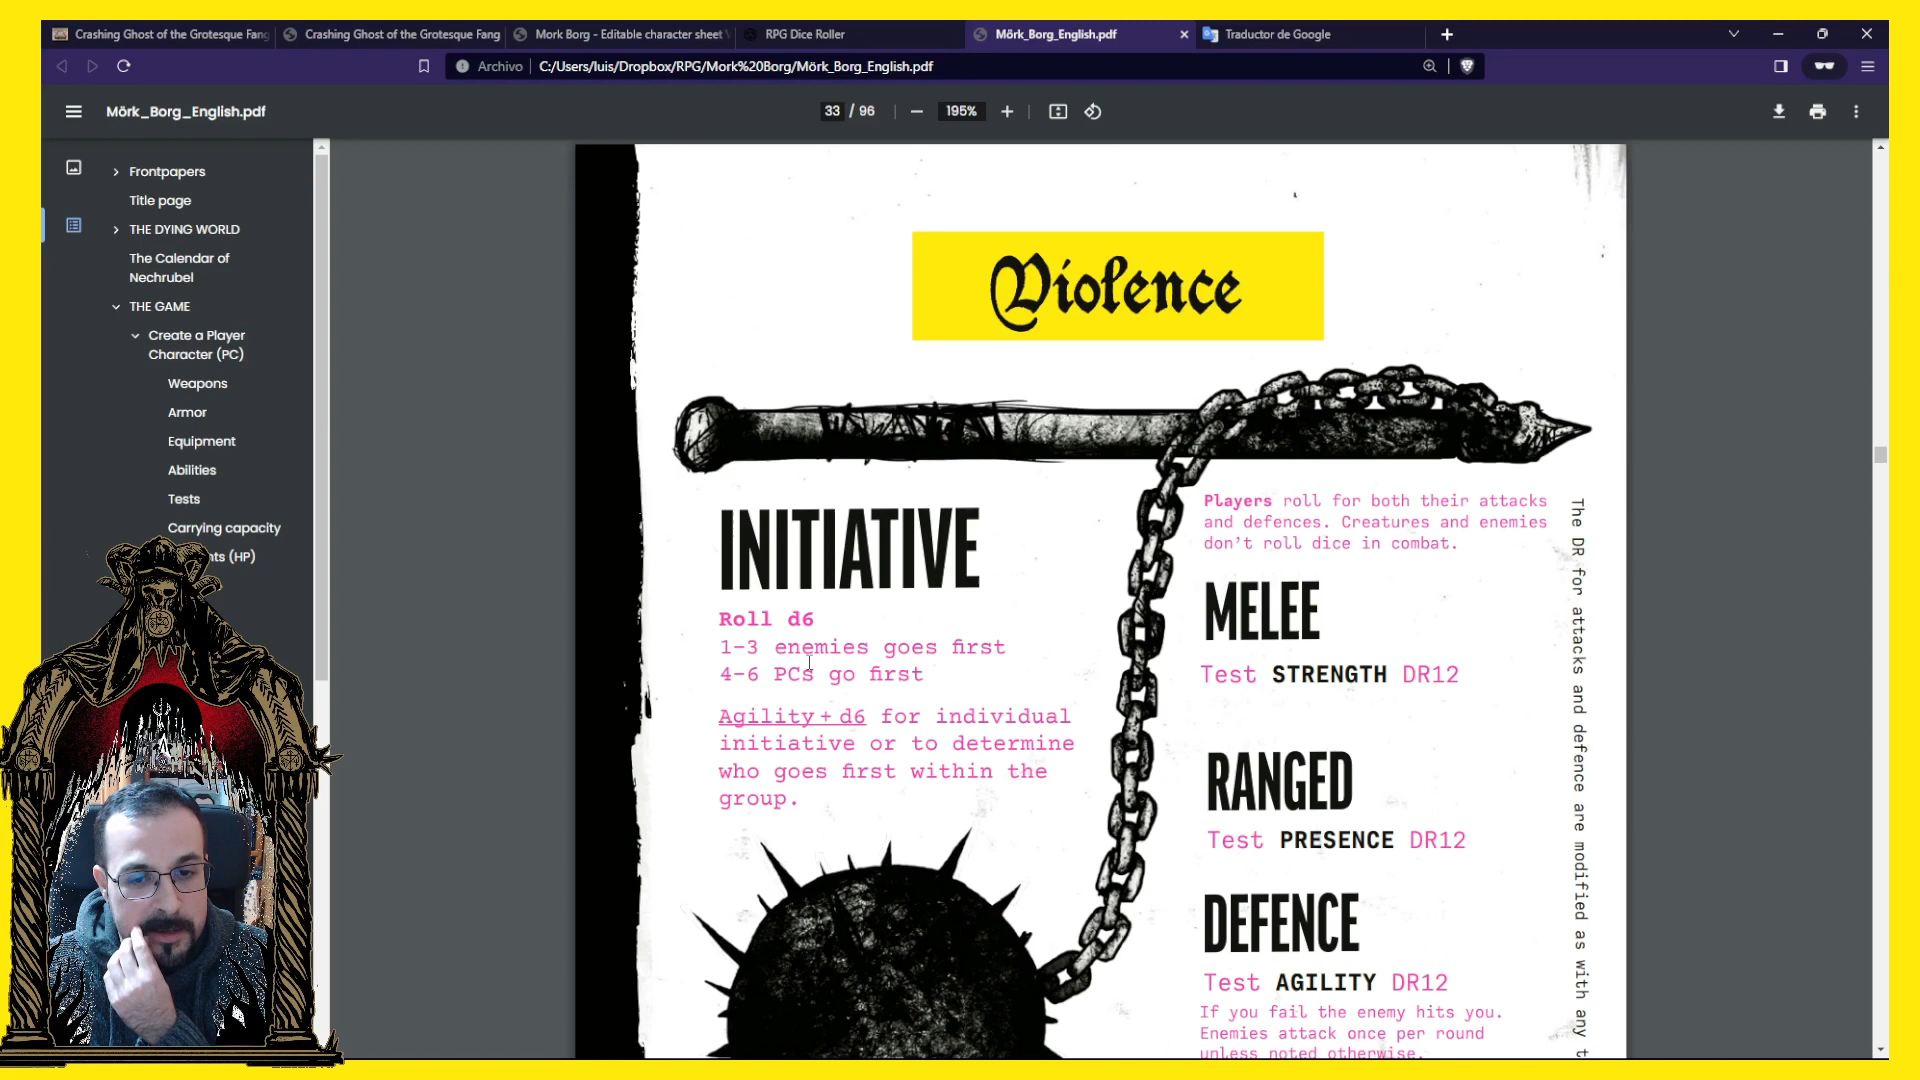 Crashing Ghost of the Grotesque Fang
Crashing Ghost of the Grotesque Fang
Mork Borg - Editable character sheet
RPG Dice Roller
Mörk_Borg_English.pdf
Traductor de Google
Archivo
C:/Users/luis/Dropbox/RPG/Mork%20Borg/Mörk_Borg_English.pdf
Mörk_Borg_English.pdf
33 / 96
195%
Frontpapers
Title page
THE DYING WORLD
The Calendar of
Nechrubel
THE GAME
Create a Player
Character (PC)
Weapons
Armor
Equipment
Abilities
Tests
Carrying capacity
nts (HP)
Violence
INITIATIVE
Roll d6
1–3 enemies goes first
4–6 PCs go first
Agility + d6 for individual
initiative or to determine
who goes first within the
group.
Players roll for both their attacks
and defences. Creatures and enemies
don't roll dice in combat.
MELEE
Test STRENGTH DR12
RANGED
Test PRESENCE DR12
DEFENCE
Test AGILITY DR12
If you fail the enemy hits you.
Enemies attack once per round
unless noted otherwise.
The DR for attacks and defence are modified as with any t